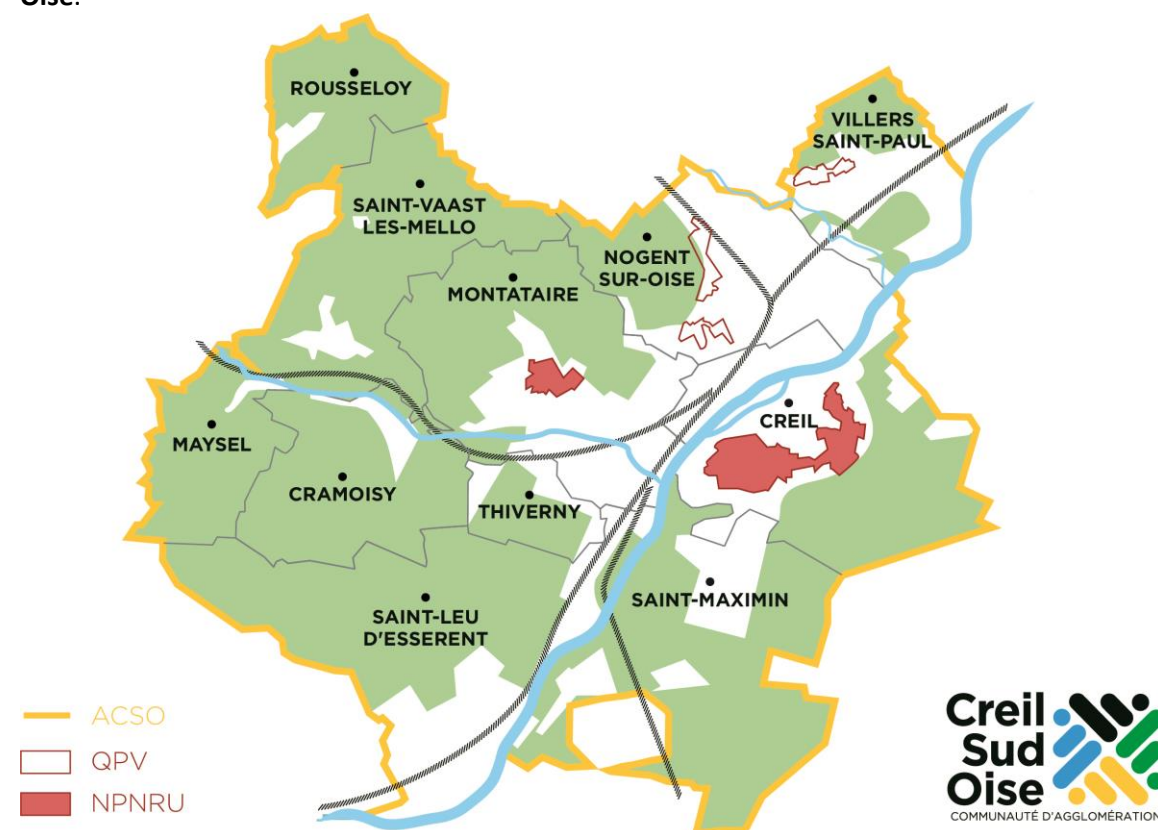 Oise.
ROUSSELOY
VILLERS
SAINT-PAUL
SAINT-VAAST
LES-MELLO
NOGENT
SUR-OISE
MONTATAIRE
CREIL
MAYSEL
CRAMOISY
THIVERNY
SAINT-MAXIMIN
SAINT-LEU
D'ESSERENT
ACSO
QPV
NPNRU
Creil
Sud
Oise
COMMUNAUTÉ D'AGGLOMÉRATION